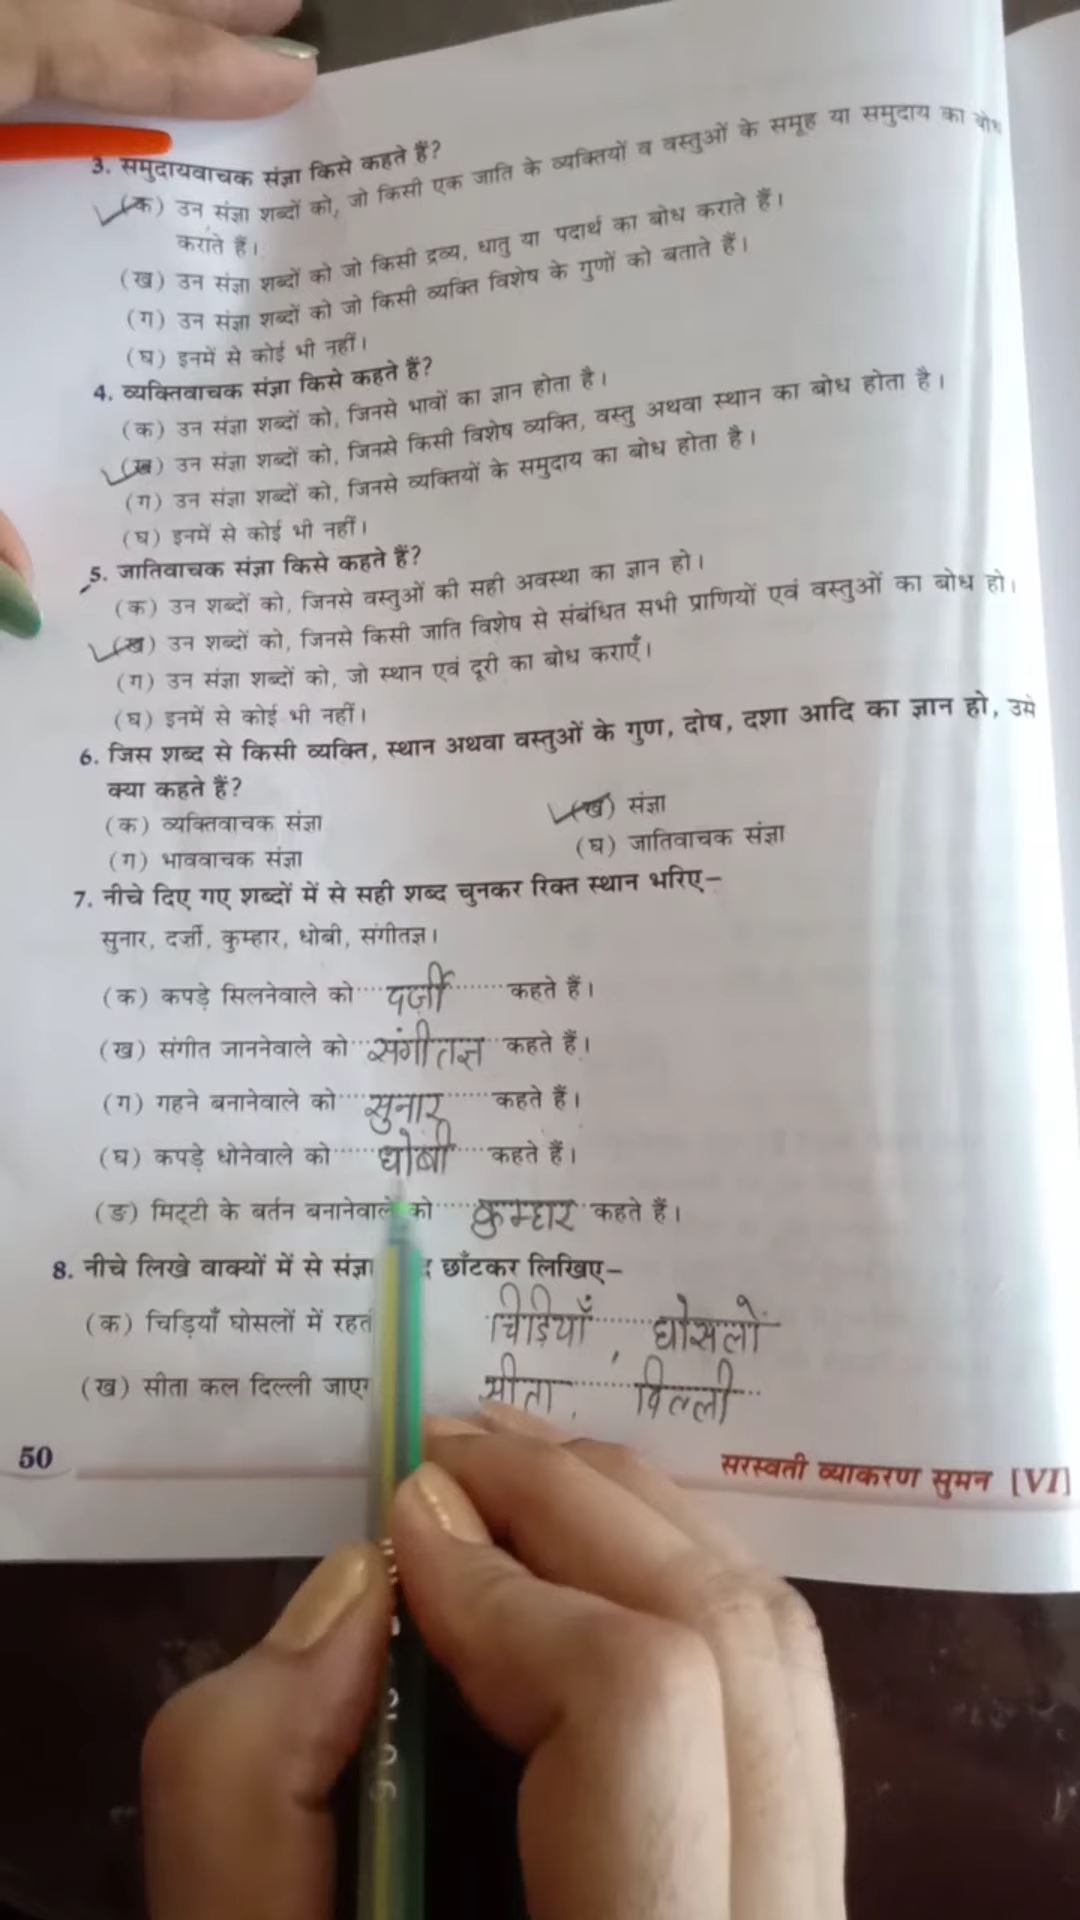 3. समुदायवाचक संज्ञा किसे कहते हैं?
(क) उन संज्ञा शब्दों को, जो किसी एक जाति के व्यक्तियों व वस्तुओं के समूह या समुदाय का बोध
कराते हैं।
(ख) उन संज्ञा शब्दों को जो किसी द्रव्य, धातु या पदार्थ का बोध कराते हैं।
(ग) उन संज्ञा शब्दों को जो किसी व्यक्ति विशेष के गुणों को बताते हैं।
(घ) इनमें से कोई भी नहीं।
4. व्यक्तिवाचक संज्ञा किसे कहते हैं?
(क) उन संज्ञा शब्दों को, जिनसे भावों का ज्ञान होता है।
(ख) उन संज्ञा शब्दों को, जिनसे किसी विशेष व्यक्ति, वस्तु अथवा स्थान का बोध होता है।
(ग) उन संज्ञा शब्दों को, जिनसे व्यक्तियों के समुदाय का बोध होता है।
(घ) इनमें से कोई भी नहीं।
5. जातिवाचक संज्ञा किसे कहते हैं?
(क) उन शब्दों को, जिनसे वस्तुओं की सही अवस्था का ज्ञान हो।
(ख) उन शब्दों को, जिनसे किसी जाति विशेष से संबंधित सभी प्राणियों एवं वस्तुओं का बोध हो।
(ग) उन संज्ञा शब्दों को, जो स्थान एवं दूरी का बोध कराएँ।
(घ) इनमें से कोई भी नहीं।
6. जिस शब्द से किसी व्यक्ति, स्थान अथवा वस्तुओं के गुण, दोष, दशा आदि का ज्ञान हो, उसे
क्या कहते हैं?
(क) व्यक्तिवाचक संज्ञा (ख) संज्ञा
(ग) भाववाचक संज्ञा (घ) जातिवाचक संज्ञा
7. नीचे दिए गए शब्दों में से सही शब्द चुनकर रिक्त स्थान भरिए–
सुनार, दर्ज़ी, कुम्हार, धोबी, संगीतज्ञ।
(क) कपड़े सिलनेवाले को दर्ज़ी कहते हैं।
(ख) संगीत जाननेवाले को संगीतज्ञ कहते हैं।
(ग) गहने बनानेवाले को सुनार कहते हैं।
(घ) कपड़े धोनेवाले को धोबी कहते हैं।
(ङ) मिट्टी के बर्तन बनानेवाले को कुम्हार कहते हैं।
8. नीचे लिखे वाक्यों में से संज्ञा छाँटकर लिखिए–
(क) चिड़ियाँ घोसलों में चिड़ियाँ, घोसलों
(ख) सीता कल दिल्ली सीता, दिल्ली
50 सरस्वती व्याकरण सुमन [VI]